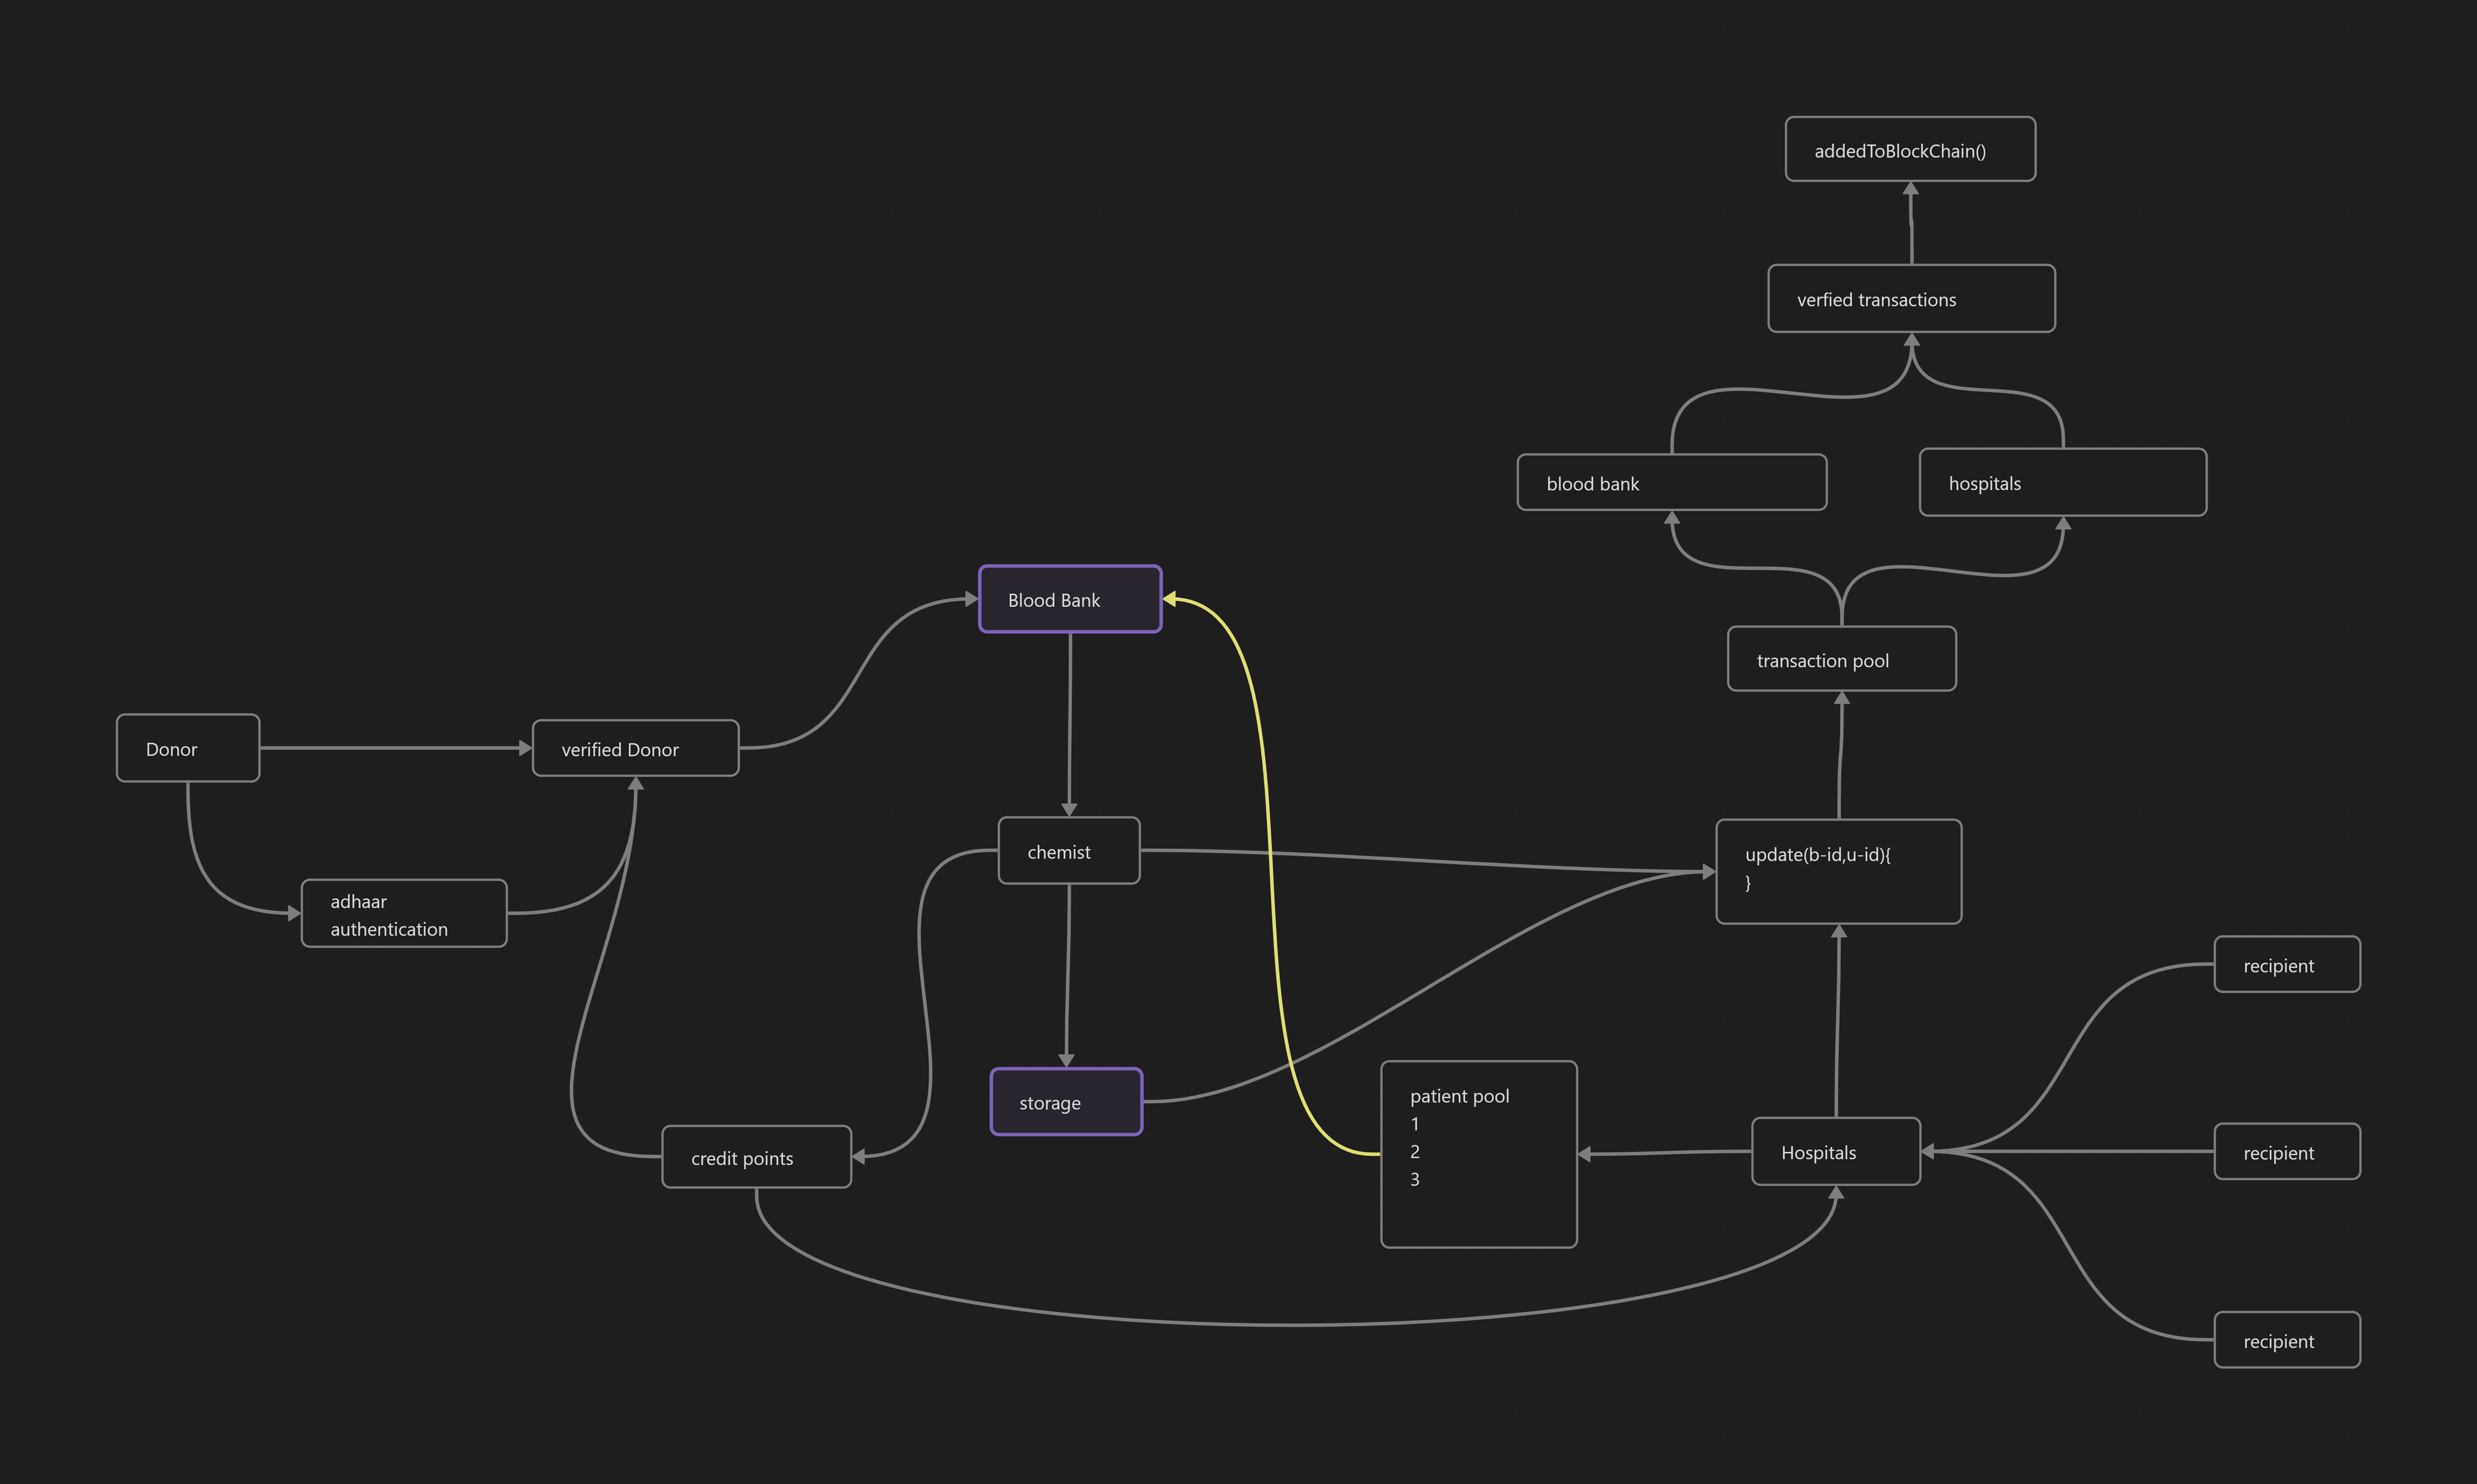 addedToBlockChain()
verfied transactions
blood bank
hospitals
Blood Bank
transaction pool
Donor
verified Donor
chemist
update(b-id,u-id){
}
adhaar
authentication
recipient
storage
patient pool
1
2
3
credit points
Hospitals
recipient
recipient